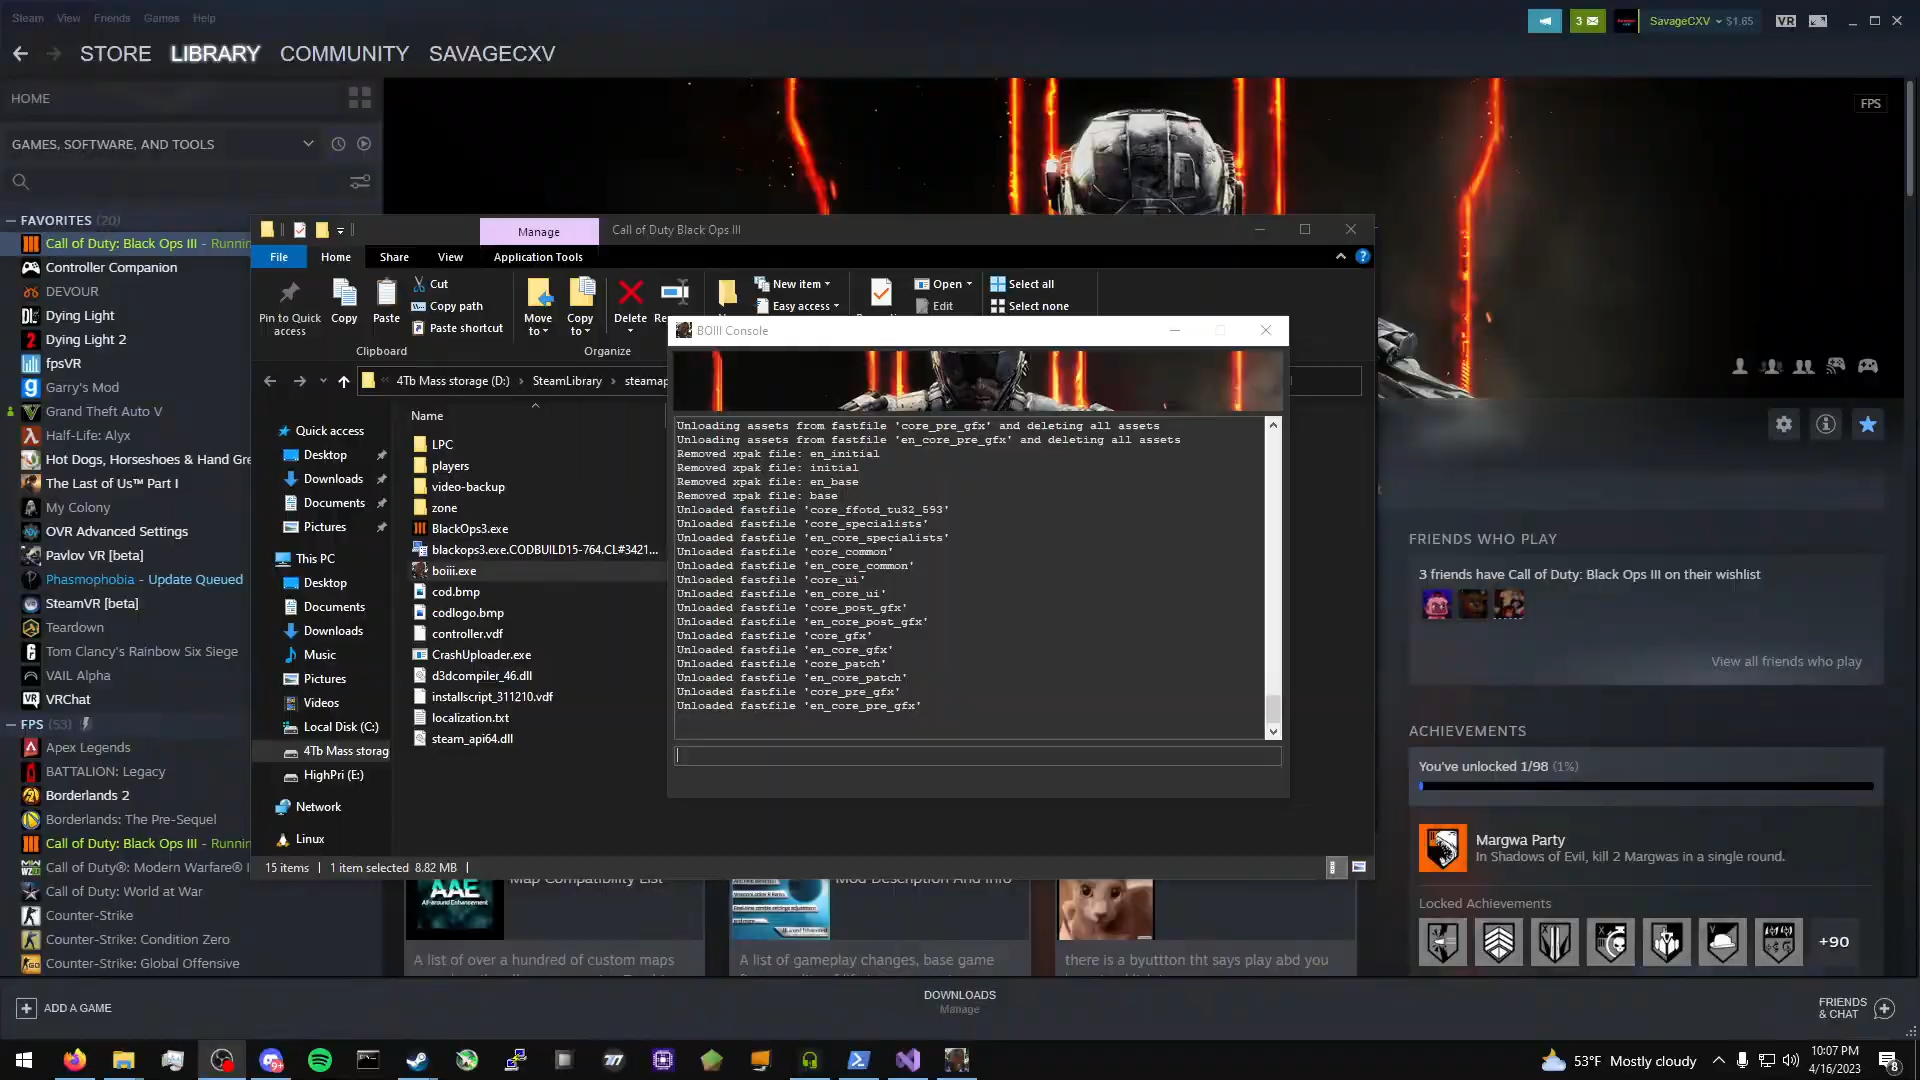 Steam View Friends Games Help
3
SavageCXV $1.65
VR
STORE LIBRARY COMMUNITY SAVAGECXV
HOME
FPS
GAMES, SOFTWARE, AND TOOLS
FAVORITES (20)
Call of Duty: Black Ops III - Runnin
Controller Companion
DEVOUR
Dying Light
Dying Light 2
fpsVR
Garry's Mod
Grand Theft Auto V
Half-Life: Alyx
Hot Dogs, Horseshoes & Hand Gre
The Last of Us™ Part I
My Colony
OVR Advanced Settings
Pavlov VR [beta]
Phasmophobia - Update Queued
SteamVR [beta]
Teardown
Tom Clancy's Rainbow Six Siege
VAIL Alpha
VRChat
FPS (53)
Apex Legends
BATTALION: Legacy
Borderlands 2
Borderlands: The Pre-Sequel
Call of Duty: Black Ops III - Runnin
Call of Duty®: Modern Warfare®
Call of Duty: World at War
Counter-Strike
Counter-Strike: Condition Zero
Counter-Strike: Global Offensive
Manage
Call of Duty Black Ops III
File Home Share View Application Tools
Pin to Quick access
Copy
Paste
Cut
Copy path
Paste shortcut
Clipboard
Move to
Copy to
Delete
Re
Organize
New item
Easy access
Open
Edit
Select all
Select none
4Tb Mass storage (D:) › SteamLibrary › steamap
Quick access
Desktop
Downloads
Documents
Pictures
This PC
Desktop
Documents
Downloads
Music
Pictures
Videos
Local Disk (C:)
4Tb Mass storag
HighPri (E:)
Network
Linux
Name
LPC
players
video-backup
zone
BlackOps3.exe
blackops3.exe.CODBUILD15-764.CL#3421...
boiii.exe
cod.bmp
codlogo.bmp
controller.vdf
CrashUploader.exe
d3dcompiler_46.dll
installscript_311210.vdf
localization.txt
steam_api64.dll
15 items
1 item selected 8.82 MB
BOIII Console
Unloading assets from fastfile 'core_pre_gfx' and deleting all assets
Unloading assets from fastfile 'en_core_pre_gfx' and deleting all assets
Removed xpak file: en_initial
Removed xpak file: initial
Removed xpak file: en_base
Removed xpak file: base
Unloaded fastfile 'core_ffotd_tu32_593'
Unloaded fastfile 'core_specialists'
Unloaded fastfile 'en_core_specialists'
Unloaded fastfile 'core_common'
Unloaded fastfile 'en_core_common'
Unloaded fastfile 'core_ui'
Unloaded fastfile 'en_core_ui'
Unloaded fastfile 'core_post_gfx'
Unloaded fastfile 'en_core_post_gfx'
Unloaded fastfile 'core_gfx'
Unloaded fastfile 'en_core_gfx'
Unloaded fastfile 'core_patch'
Unloaded fastfile 'en_core_patch'
Unloaded fastfile 'core_pre_gfx'
Unloaded fastfile 'en_core_pre_gfx'
FRIENDS WHO PLAY
3 friends have Call of Duty: Black Ops III on their wishlist
View all friends who play
ACHIEVEMENTS
You've unlocked 1/98 (1%)
Margwa Party
In Shadows of Evil, kill 2 Margwas in a single round.
Locked Achievements
+90
AAE
All-around Enhancement
Map Compatibility List
Mod Description And Info
A list of over a hundred of custom maps
A list of gameplay changes, base game
there is a byuttton tht says play abd you
ADD A GAME
DOWNLOADS
Manage
FRIENDS
& CHAT
9+
53°F Mostly cloudy
10:07 PM
4/16/2023
8